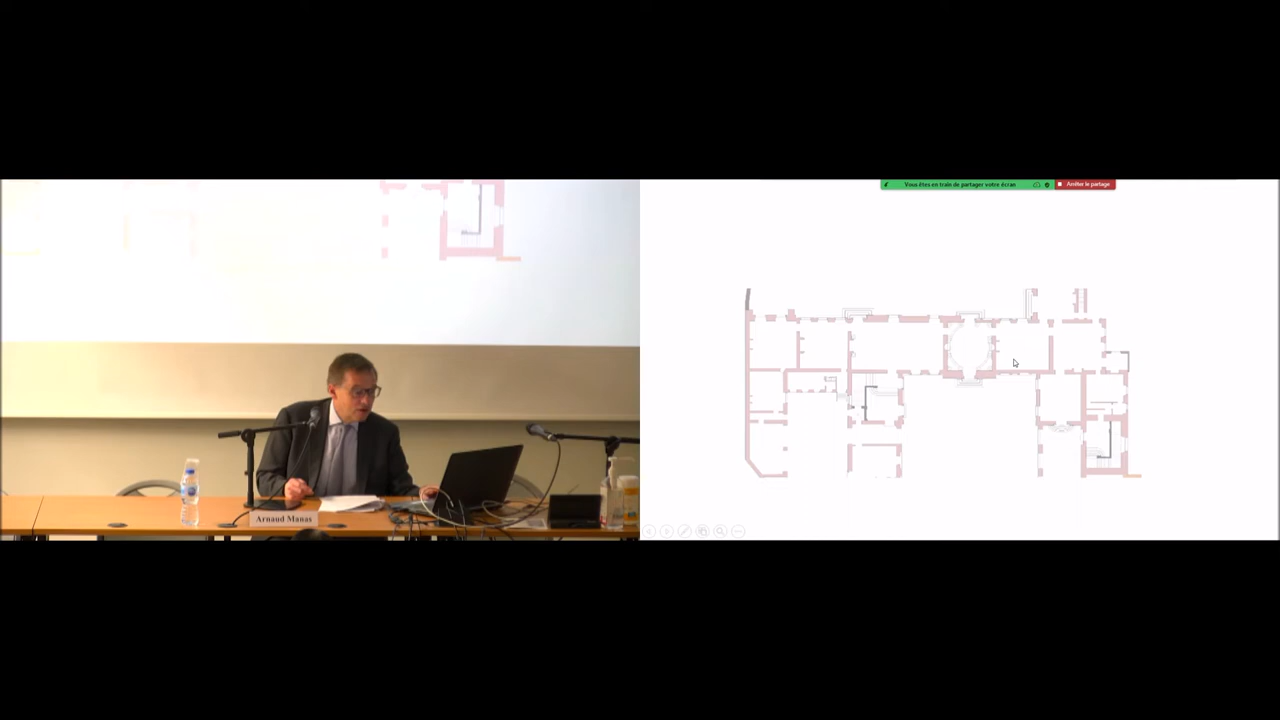 Vous êtes en train de partager votre écran
Arrêter le partage
Arnaud Manas